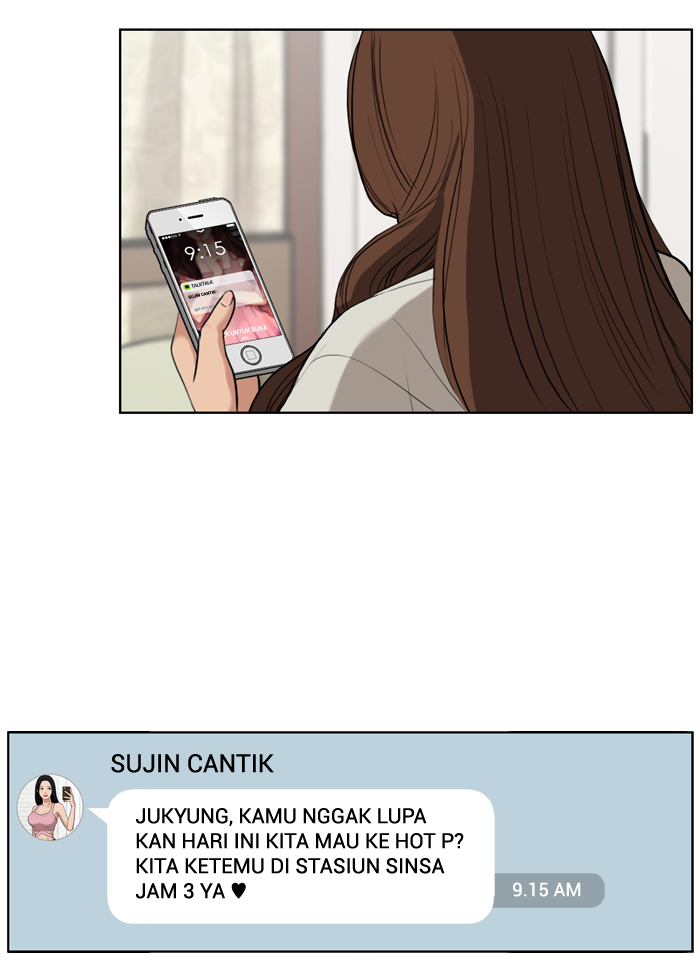 9:15
TALKTALK
SUJIN CANTIK :
UNTUK BUKA
SUJIN CANTIK
JUKYUNG, KAMU NGGAK LUPA
KAN HARI INI KITA MAU KE HOT P?
KITA KETEMU DI STASIUN SINSA
JAM 3 YA ♥
9.15 AM